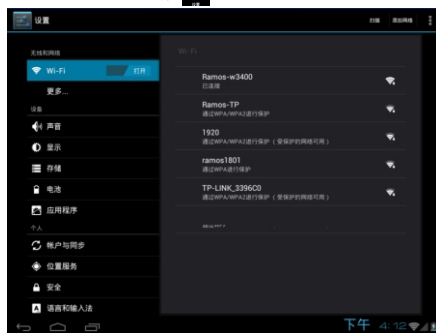 设置
扫描 添加网络
无线和网络
Wi-Fi 打开
更多...
设备
声音
显示
存储
电池
应用程序
个人
帐户与同步
位置服务
安全
语言和输入法
Wi-Fi
Ramos-w3400
已连接
Ramos-TP
通过WPA/WPA2进行保护
1920
通过WPA/WPA2进行保护（受保护的网络可用）
ramos1801
通过WPA进行保护
TP-LINK_3396C0
通过WPA/WPA2进行保护（受保护的网络可用）
下午 4:12